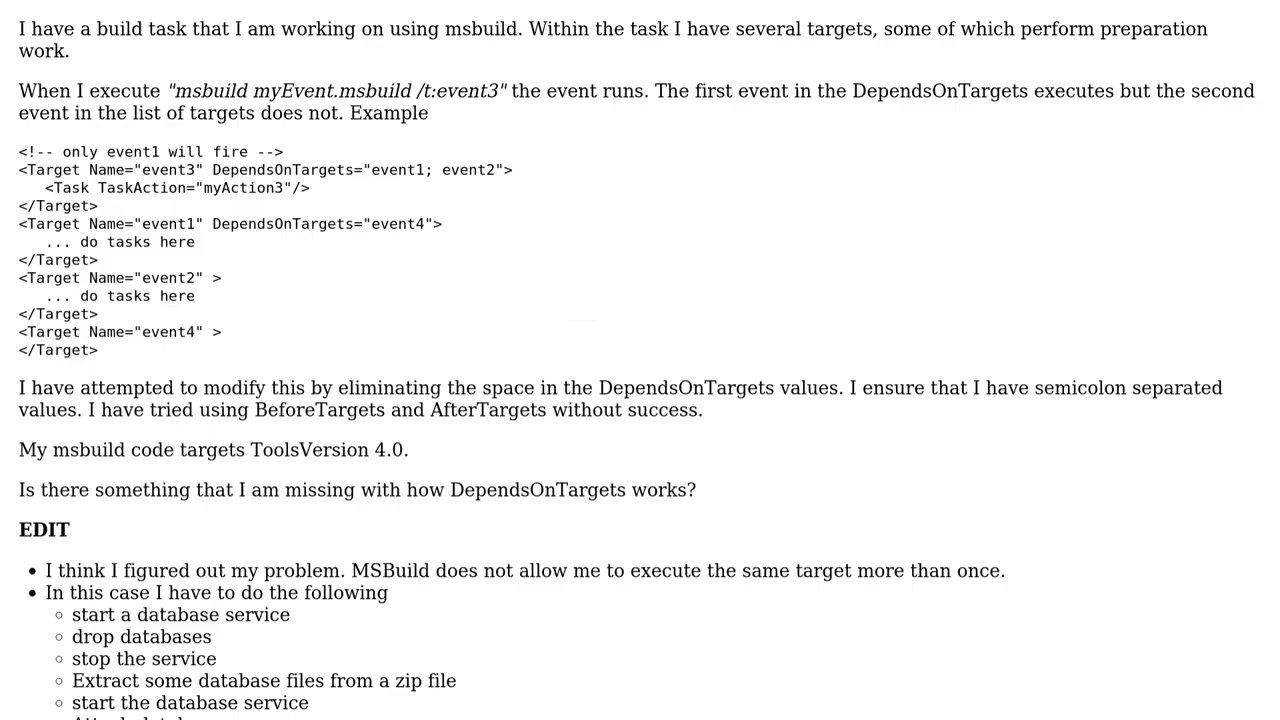 I have a build task that I am working on using msbuild. Within the task I have several targets, some of which perform preparation
work.
When I execute "msbuild myEvent.msbuild /t:event3" the event runs. The first event in the DependsOnTargets executes but the second
event in the list of targets does not. Example
<!-- only event1 will fire -->
<Target Name="event3" DependsOnTargets="event1; event2">
   <Task TaskAction="myAction3"/>
</Target>
<Target Name="event1" DependsOnTargets="event4">
   ... do tasks here
</Target>
<Target Name="event2" >
   ... do tasks here
</Target>
<Target Name="event4" >
</Target>
I have attempted to modify this by eliminating the space in the DependsOnTargets values. I ensure that I have semicolon separated
values. I have tried using BeforeTargets and AfterTargets without success.
My msbuild code targets ToolsVersion 4.0.
Is there something that I am missing with how DependsOnTargets works?
EDIT
• I think I figured out my problem. MSBuild does not allow me to execute the same target more than once.
• In this case I have to do the following
◦ start a database service
◦ drop databases
◦ stop the service
◦ Extract some database files from a zip file
◦ start the database service